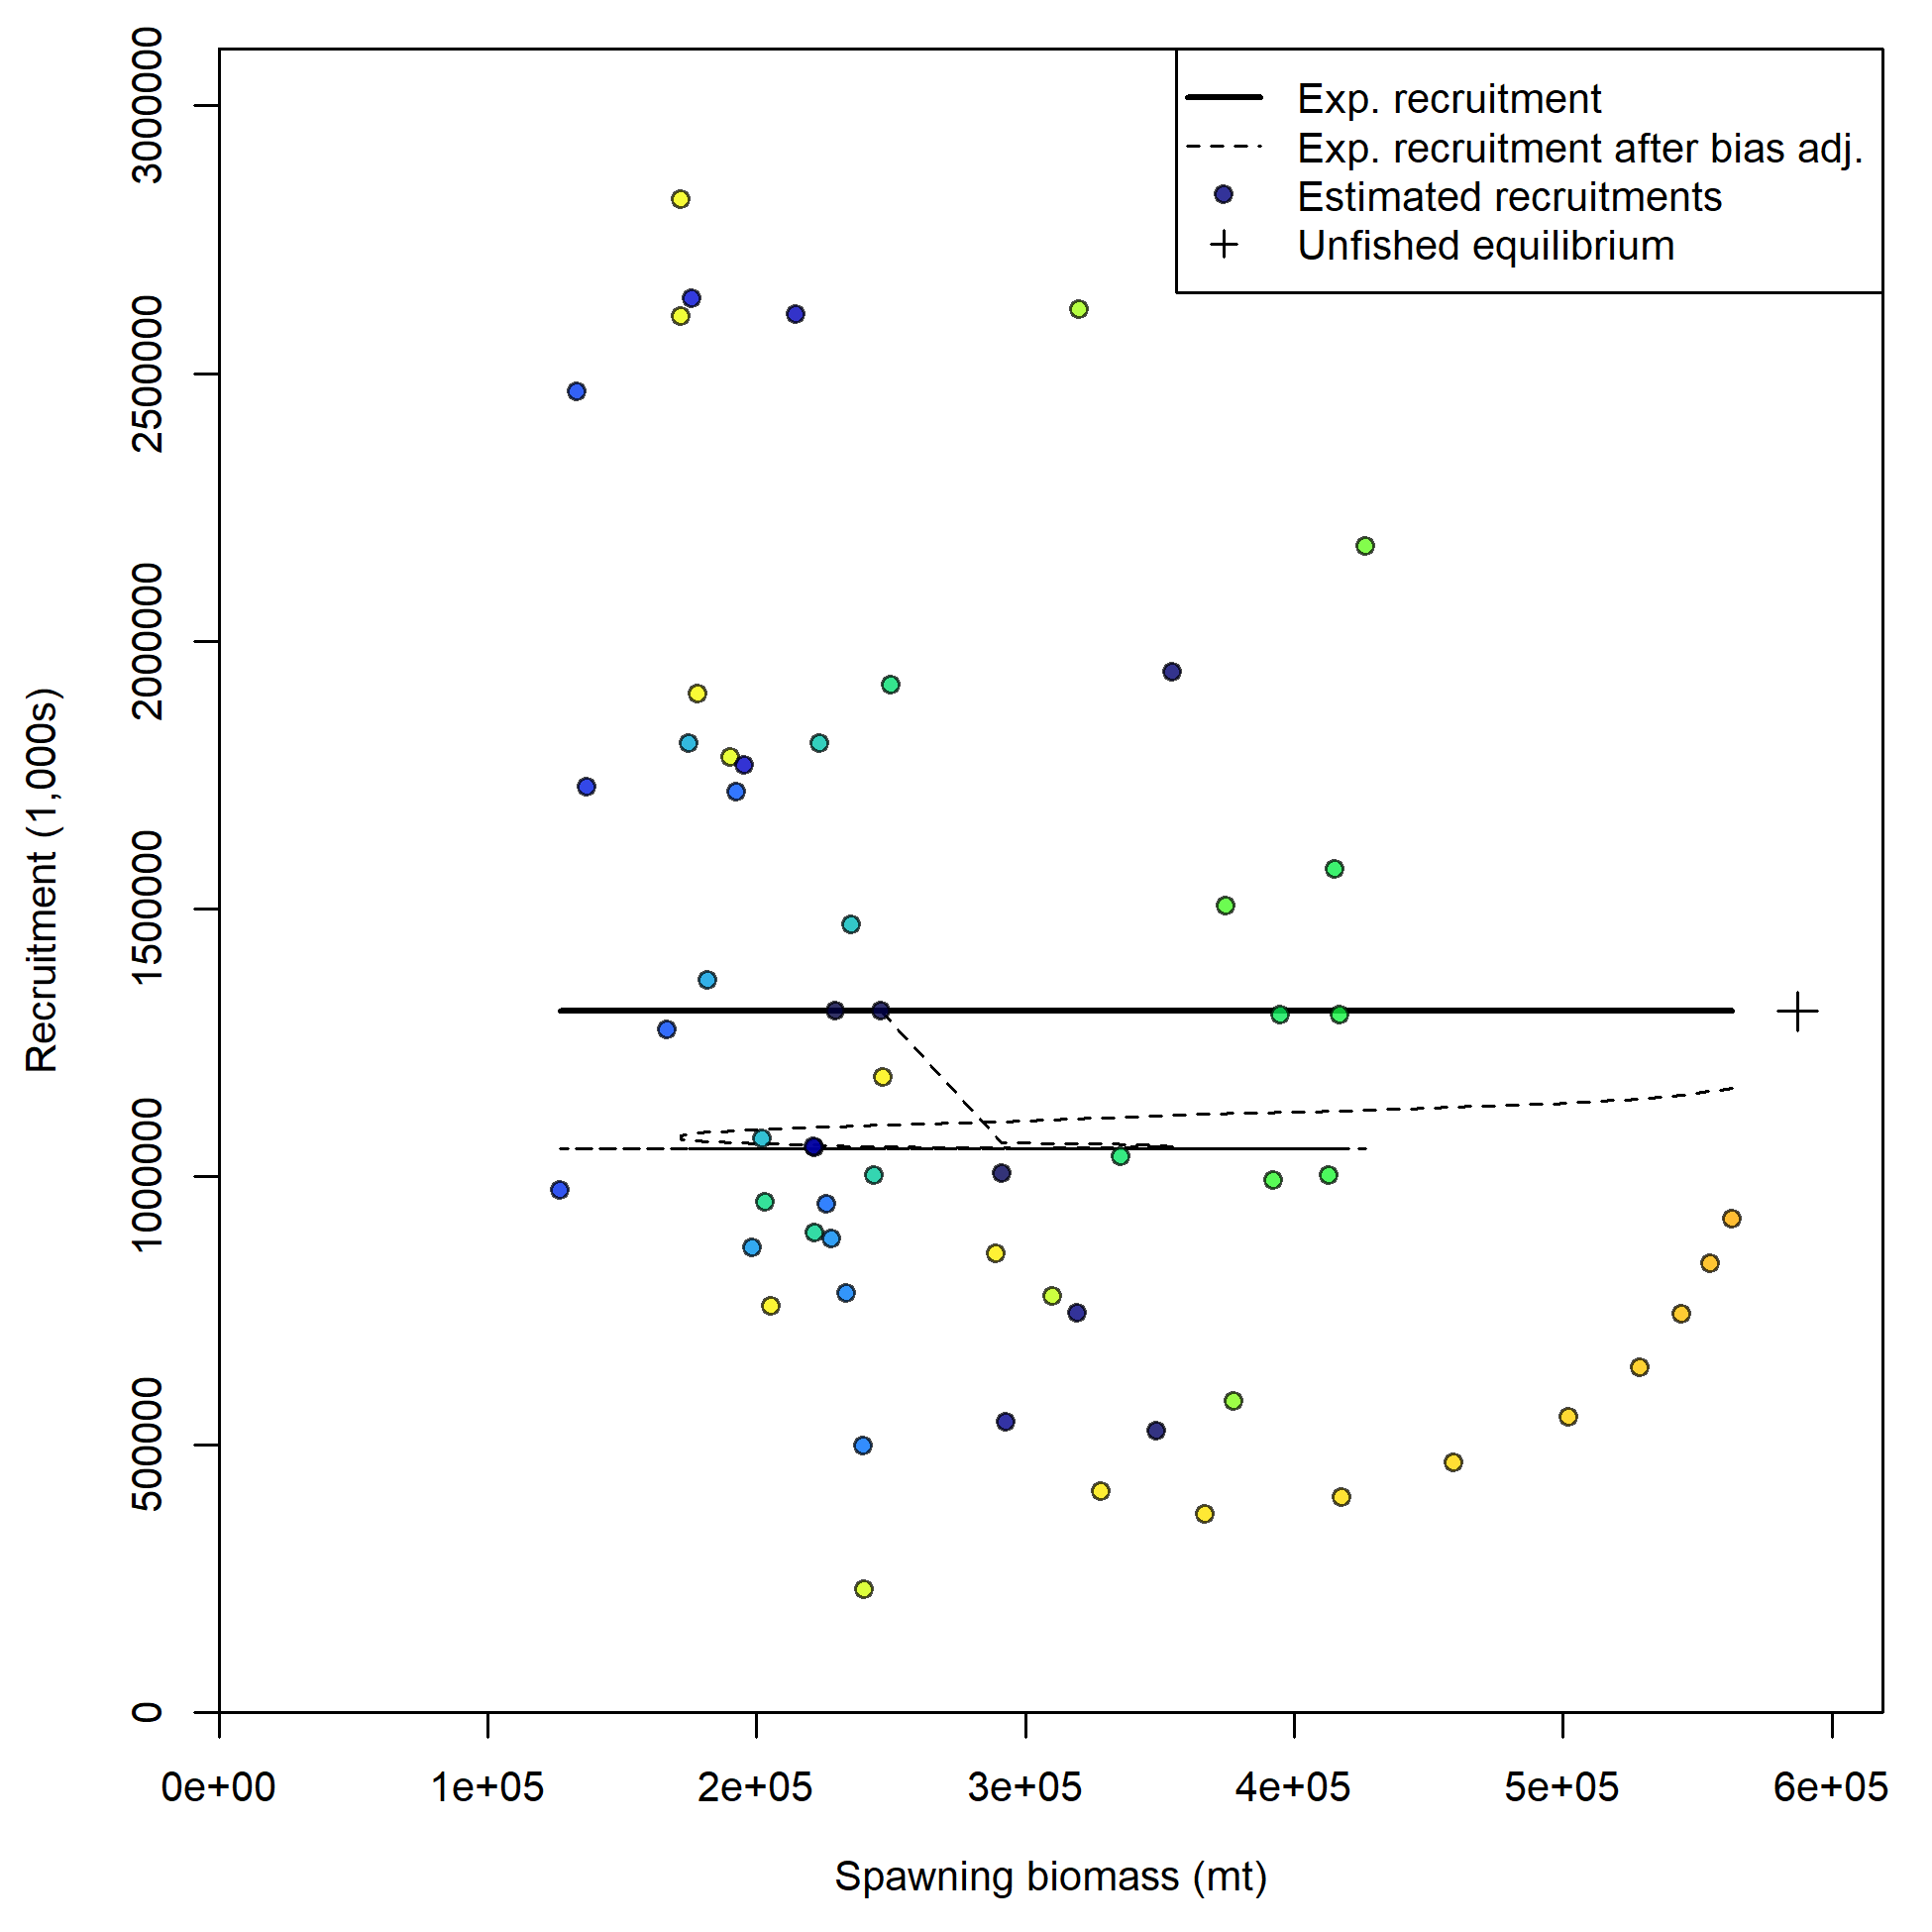 Exp. recruitment
Exp. recruitment after bias adj.
Estimated recruitments
Unfished equilibrium
3000000
2500000
2000000
1500000
1000000
500000
0
Recruitment (1,000s)
0e+00 1e+05 2e+05 3e+05 4e+05 5e+05 6e+05
Spawning biomass (mt)